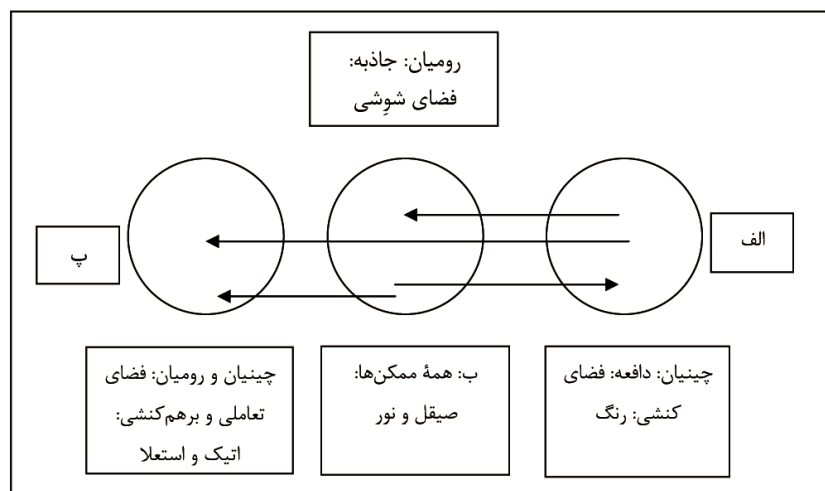 رومیان: جاذبه:
فضای شوِشی
الف
پ
چینیان: دافعه: فضای
کنشی: رنگ
ب: همهٔ ممکن‌ها:
صیقل و نور
چینیان و رومیان: فضای
تعاملی و برهم‌کنشی:
اتیک و استعلا